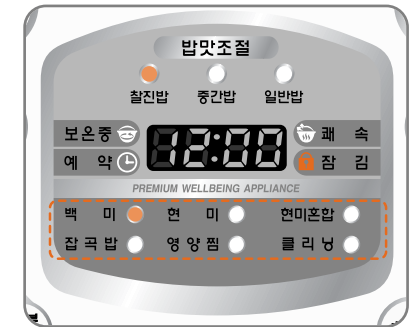 밥맛조절
찰진밥 중간밥 일반밥
보온중 12:00 쾌 속
예 약 잠 김
PREMIUM WELLBEING APPLIANCE
백 미 현 미 현미혼합
잡곡밥 영양찜 클리닝